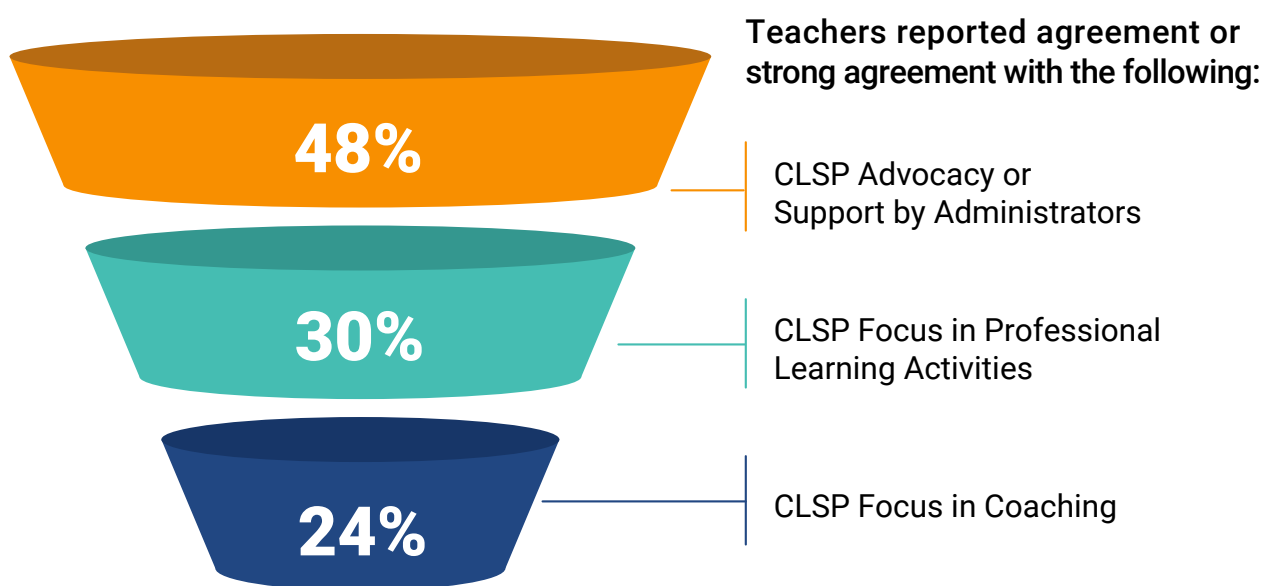 Teachers reported agreement or
strong agreement with the following:
48%
CLSP Advocacy or
Support by Administrators
30%
CLSP Focus in Professional
Learning Activities
24%
CLSP Focus in Coaching